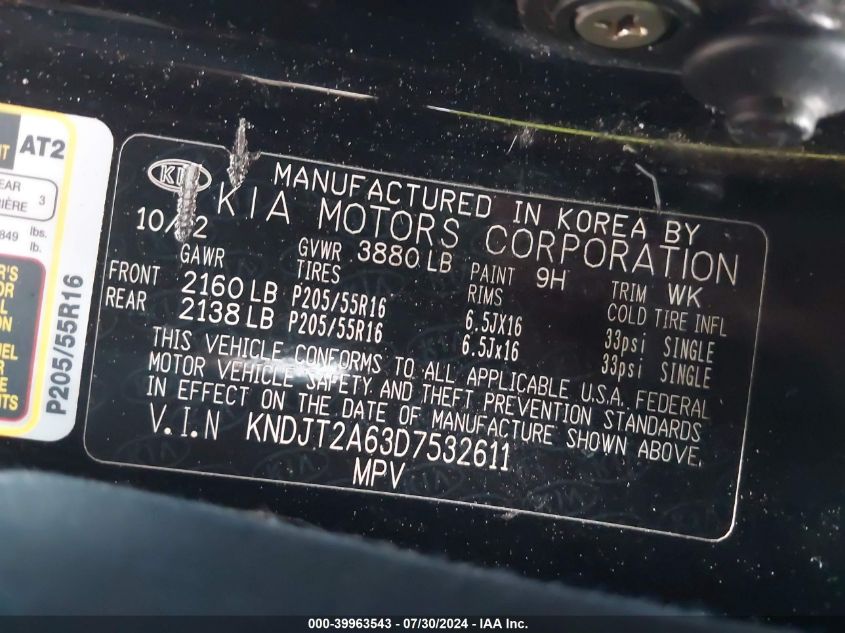 AT2
3
lbs.
849 lb.
P205/55R16
KIA
MANUFACTURED IN KOREA BY
KIA MOTORS CORPORATION
GAWR GVWR 3880 LB PAINT 9H TRIM WK
TIRES RIMS COLD TIRE INFL
FRONT 2160 LB P205/55R16 6.5JX16 33psi SINGLE
REAR 2138 LB P205/55R16 6.5Jx16 33psi SINGLE
THIS VEHICLE CONFORMS TO ALL APPLICABLE U.S.A. FEDERAL
MOTOR VEHICLE SAFETY AND THEFT PREVENTION STANDARDS
IN EFFECT ON THE DATE OF MANUFACTURE SHOWN ABOVE.
V.I.N KNDJT2A63D7532611
MPV
000-39963543 / 07/30/2024 - IAA Inc.